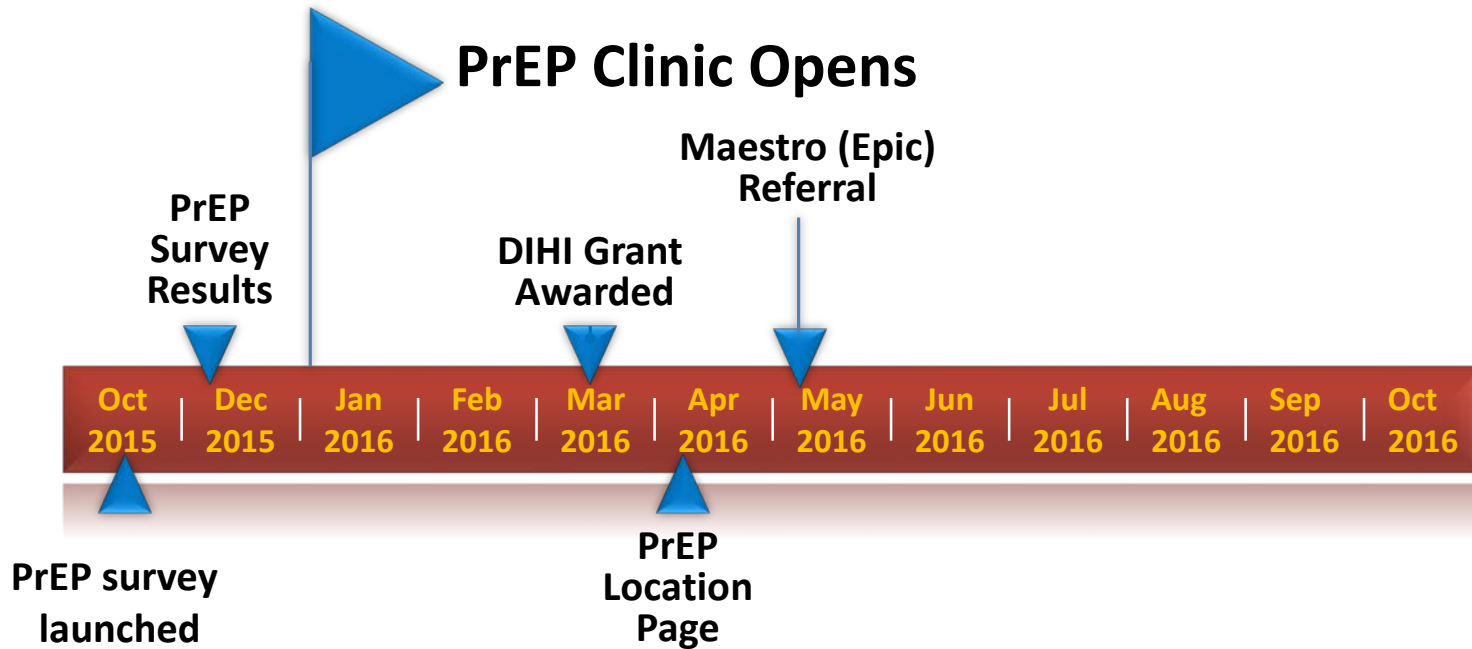 PrEP Clinic Opens
Maestro (Epic)
Referral
PrEP
Survey
Results
DIHI Grant
Awarded
Oct
2015
Dec
2015
Jan
2016
Feb
2016
Mar
2016
Apr
2016
May
2016
Jun
2016
Jul
2016
Aug
2016
Sep
2016
Oct
2016
PrEP survey
launched
PrEP
Location
Page